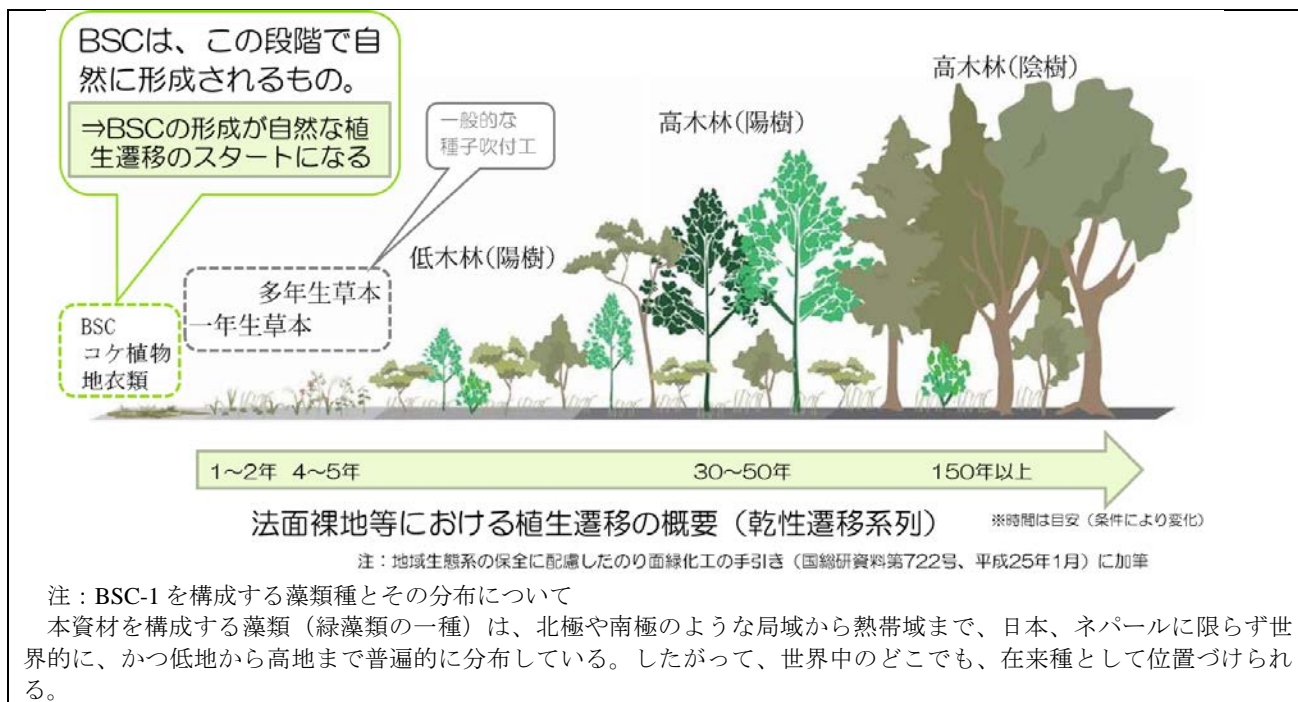 BSCは、この段階で自
然に形成されるもの。
⇒BSCの形成が自然な植
生遷移のスタートになる
一般的な
種子吹付工
高木林(陰樹)
高木林(陽樹)
低木林(陽樹)
多年生草本
一年生草本
BSC
コケ植物
地衣類
1～2年 4～5年 30～50年 150年以上
法面裸地等における植生遷移の概要（乾性遷移系列） ※時間は目安（条件により変化）
注：地域生態系の保全に配慮したのり面緑化工の手引き（国総研資料第722号、平成25年1月）に加筆
注：BSC-1 を構成する藻類種とその分布について
本資材を構成する藻類（緑藻類の一種）は、北極や南極のような局域から熱帯域まで、日本、ネパールに限らず世
界的に、かつ低地から高地まで普遍的に分布している。したがって、世界中のどこでも、在来種として位置づけられ
る。